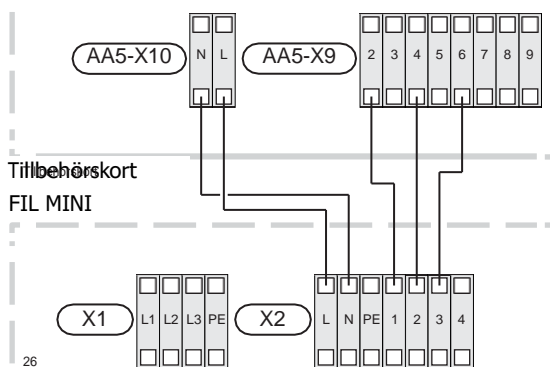 AA5-X10 N L AA5-X9 2 3 4 5 6 7 8 9
Tillbehörskort
FIL MINI
X1 L1 L2 L3 PE X2 L N PE 1 2 3 4
26